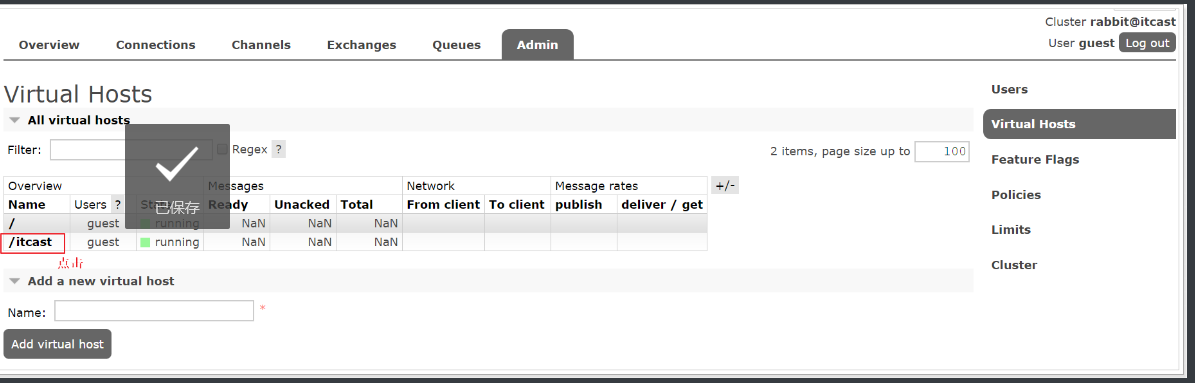 Cluster rabbit@itcast
User guest Log out
Overview Connections Channels Exchanges Queues Admin
Virtual Hosts
All virtual hosts
Filter: Regex ?
2 items, page size up to 100
Overview Messages Network Message rates +/-
Name Users ? Ready Unacked Total From client To client publish deliver / get
/ guest running NaN NaN NaN
/itcast guest running NaN NaN NaN
已保存
点击
Add a new virtual host
Name: *
Add virtual host
Users
Virtual Hosts
Feature Flags
Policies
Limits
Cluster